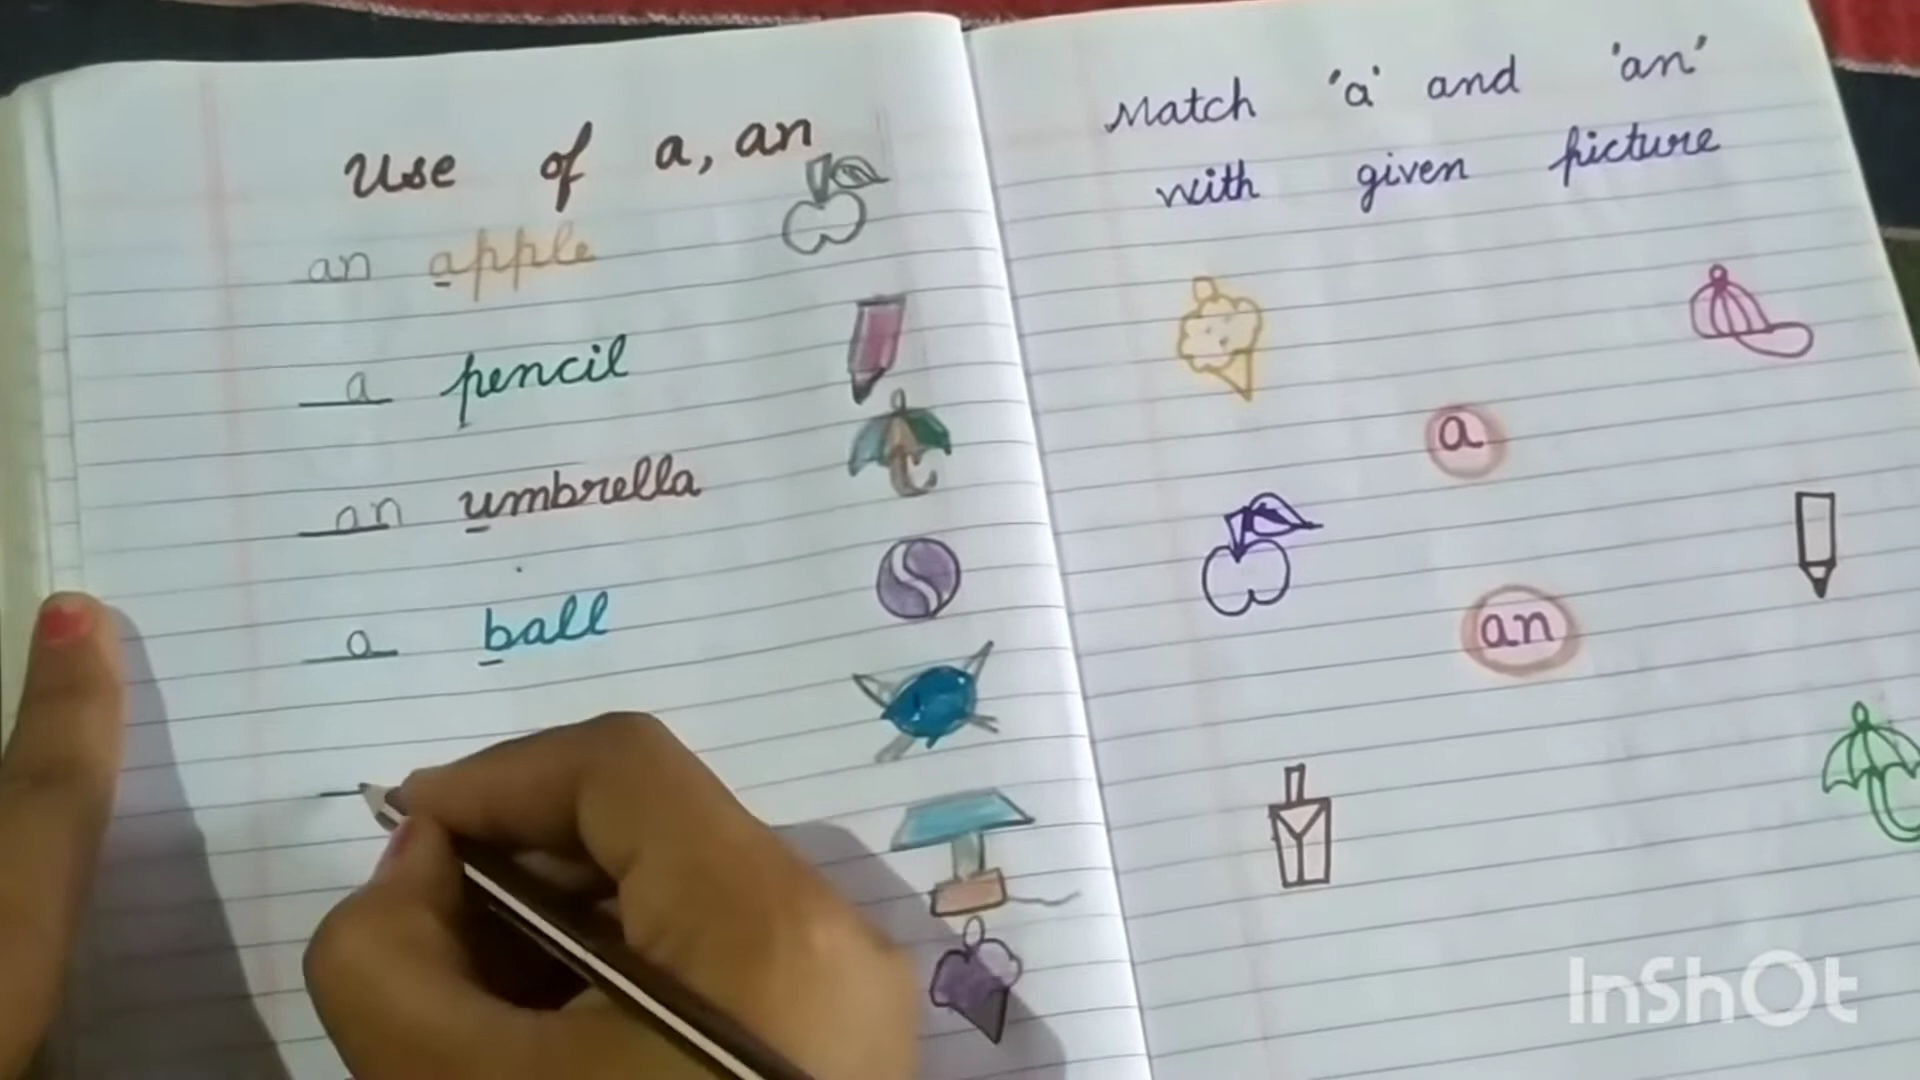 Use of a, an
an apple
a pencil
an umbrella
a ball
Match 'a' and 'an'
with given picture
a
an
InShOt